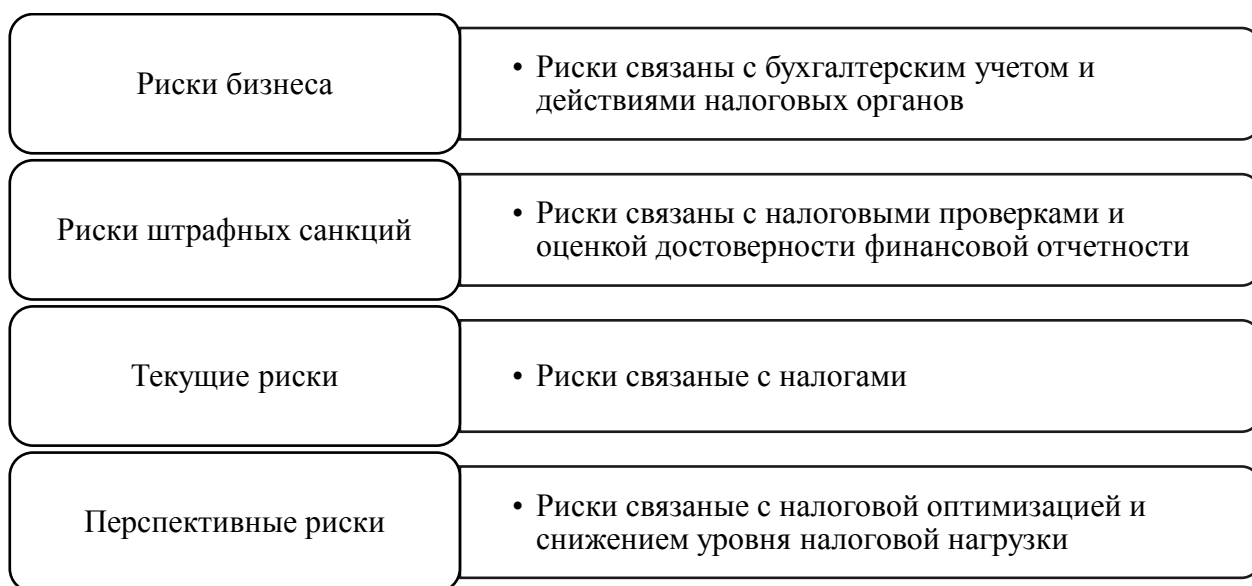 Риски бизнеса
• Риски связаны с бухгалтерским учетом и
действиями налоговых органов
Риски штрафных санкций
• Риски связаны с налоговыми проверками и
оценкой достоверности финансовой отчетности
Текущие риски
• Риски связаные с налогами
Перспективные риски
• Риски связаные с налоговой оптимизацией и
снижением уровня налоговой нагрузки